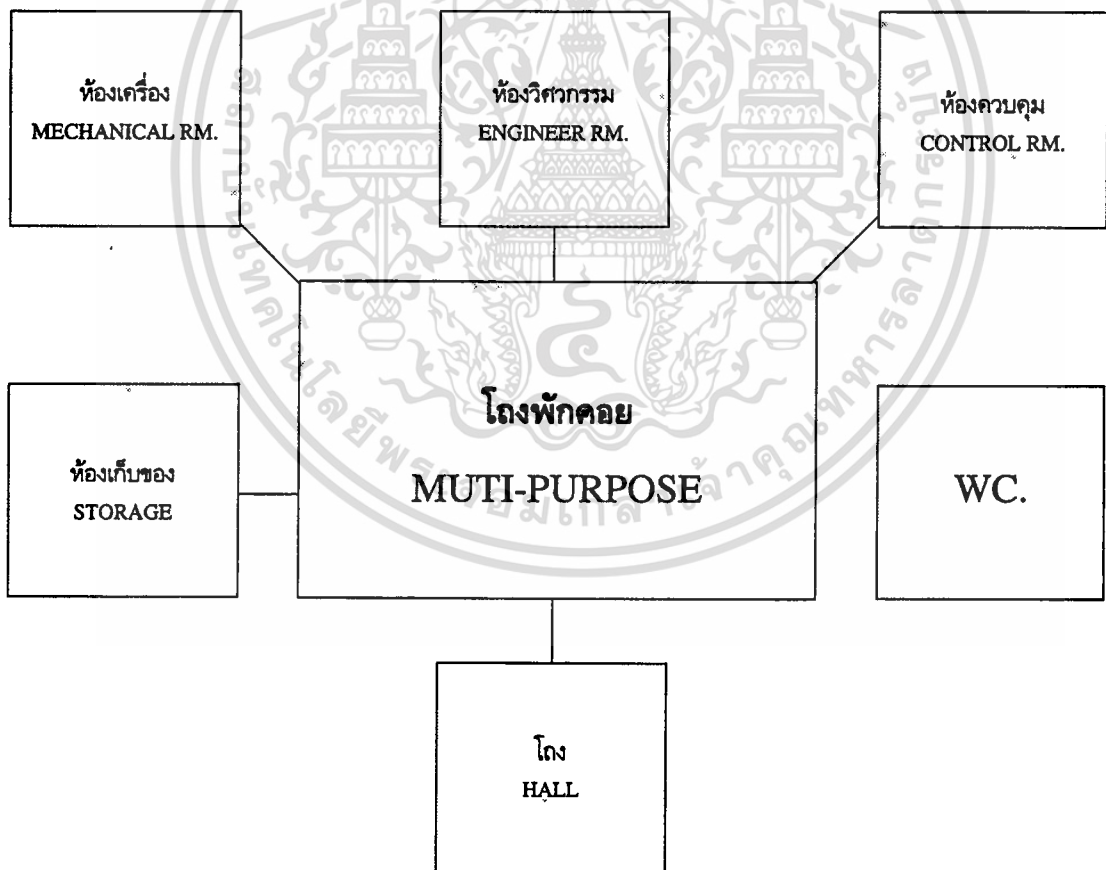 ห้องเครื่อง
MECHANICAL RM.
ห้องวิศวกรรม
ENGINEER RM.
ห้องควบคุม
CONTROL RM.
โถงพักคอย
MUTI-PURPOSE
ห้องเก็บของ
STORAGE
WC.
โถง
HALL